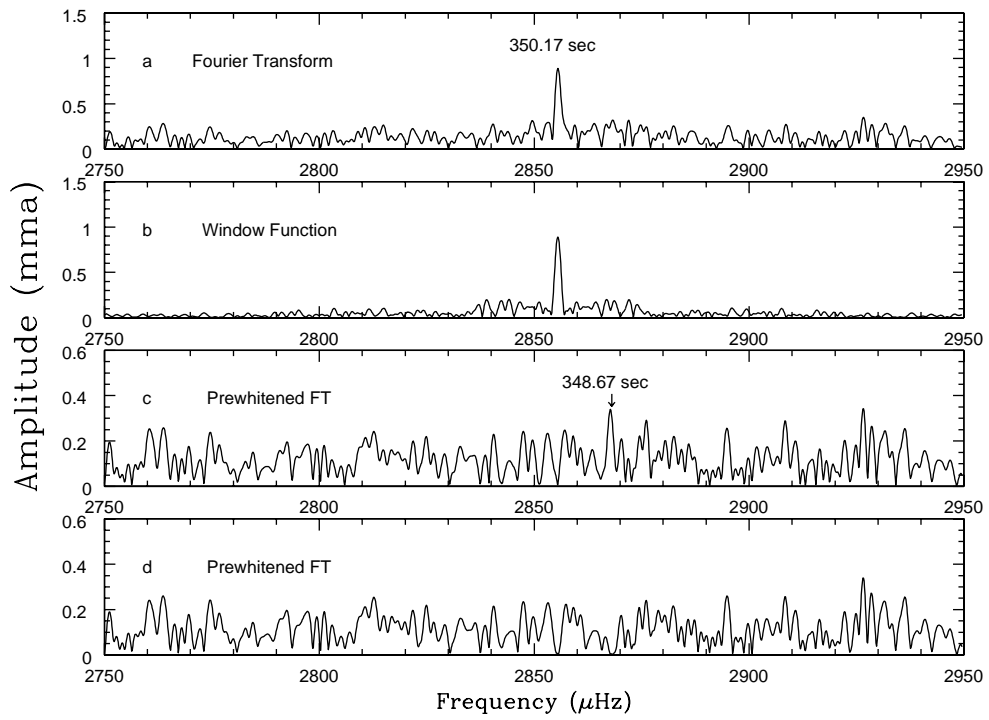 1.5
350.17 sec
a Fourier Transform
1
0.5
0
2750 2800 2850 2900 2950
1.5
b Window Function
1
0.5
0
2750 2800 2850 2900 2950
0.6
348.67 sec
c Prewhitened FT
0.4
0.2
0
2750 2800 2850 2900 2950
0.6
d Prewhitened FT
0.4
0.2
0
2750 2800 2850 2900 2950
Amplitude (mma)
Frequency (μHz)